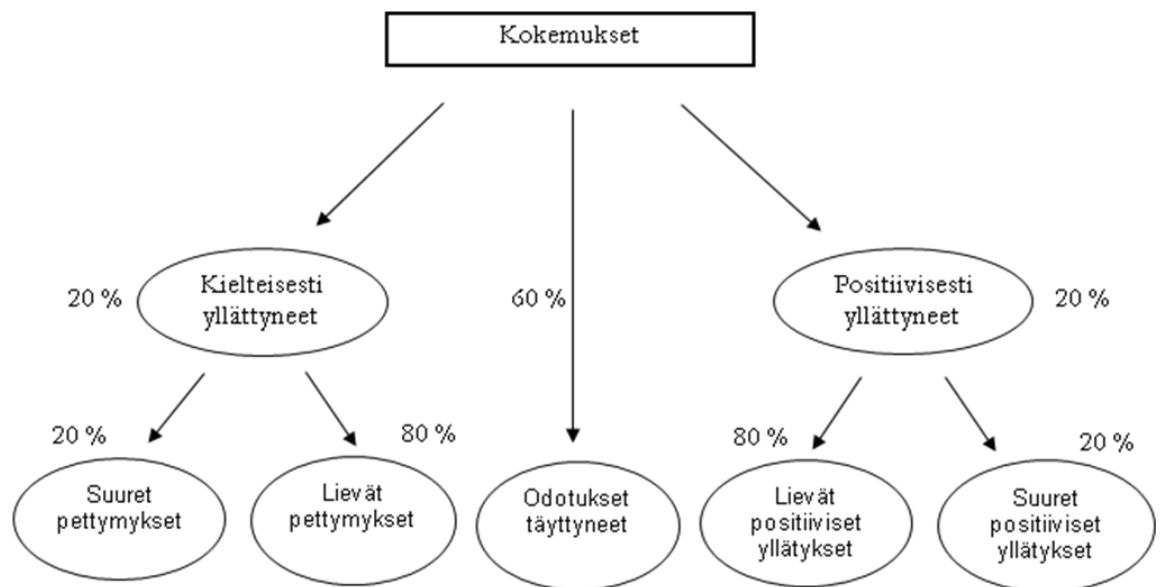 Kokemukset
20 %
Kielteisesti
yllättyneet
60 %
Positiivisesti
yllättyneet
20 %
20 %
80 %
80 %
20 %
Suuret
pettymykset
Lievät
pettymykset
Odotukset
täyttyneet
Lievät
positiiviset
yllätykset
Suuret
positiiviset
yllätykset